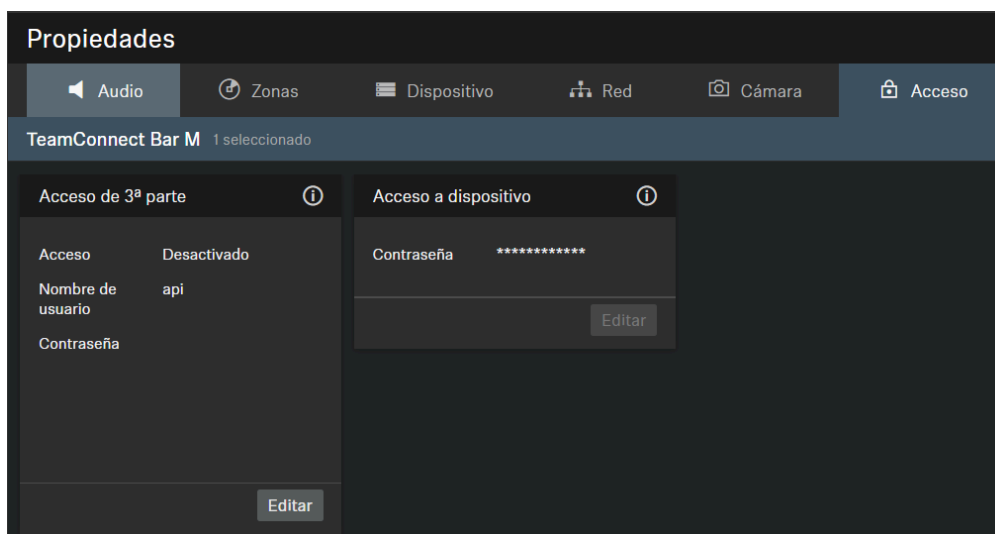 Propiedades
Audio
Zonas
Dispositivo
Red
Cámara
Acceso
TeamConnect Bar M 1 seleccionado
Acceso de 3ª parte
Acceso Desactivado
Nombre de usuario api
Contraseña
Editar
Acceso a dispositivo
Contraseña ************
Editar